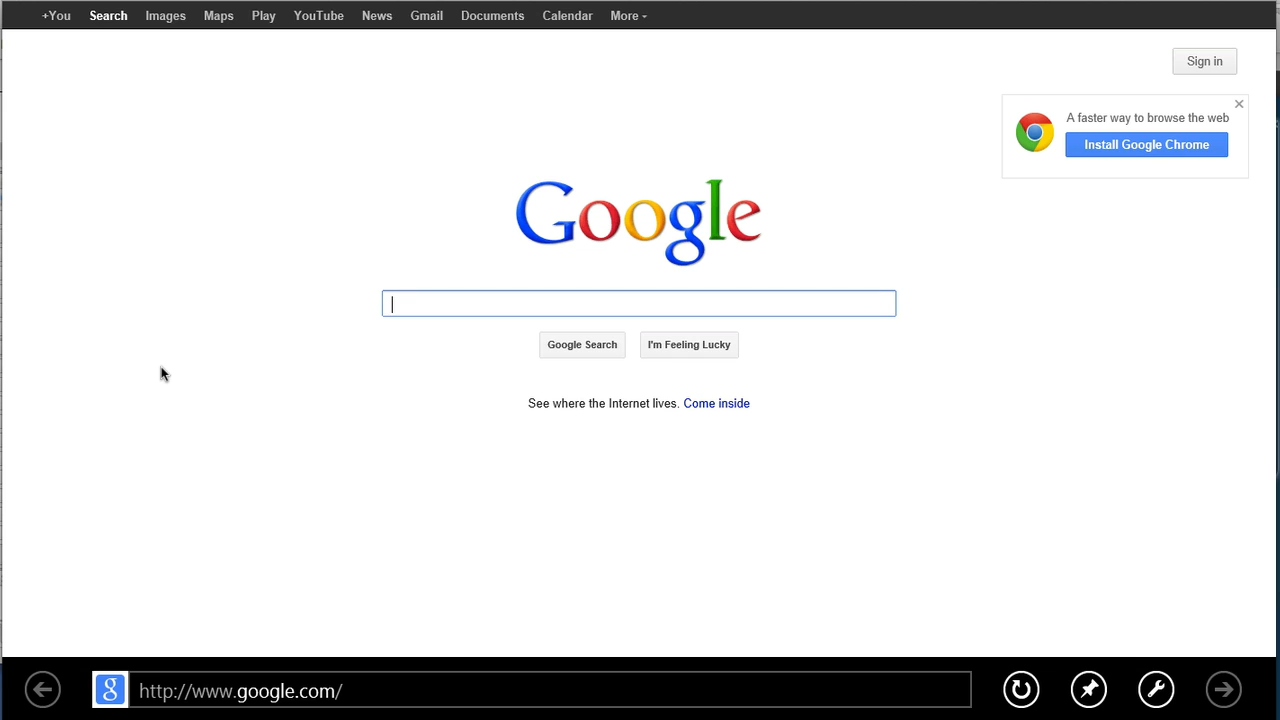 +You Search Images Maps Play YouTube News Gmail Documents Calendar More
Sign in
A faster way to browse the web
Install Google Chrome
Google
Google Search I'm Feeling Lucky
See where the Internet lives. Come inside
g http://www.google.com/